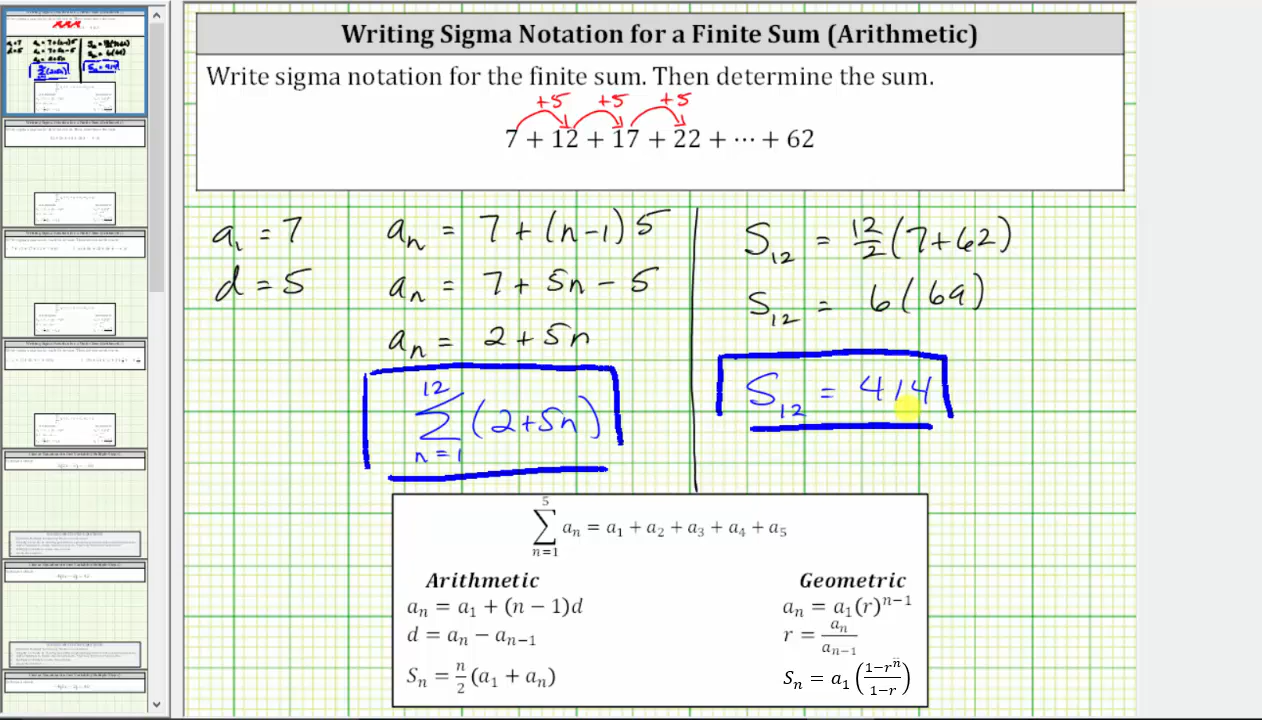 Writing Sigma Notation for a Finite Sum (Arithmetic)
Write sigma notation for the finite sum. Then determine the sum.
+5 +5 +5
7 + 12 + 17 + 22 + ⋯ + 62
a₁ = 7
d = 5
aₙ = 7 + (n−1) 5
aₙ = 7 + 5n − 5
aₙ = 2 + 5n
12
∑ (2+5n)
n=1
S₁₂ = 12/2 (7+62)
S₁₂ = 6 (69)
S₁₂ = 414
5
∑ aₙ = a₁ + a₂ + a₃ + a₄ + a₅
n=1
Arithmetic
aₙ = a₁ + (n − 1)d
d = aₙ − aₙ₋₁
Sₙ = n/2 (a₁ + aₙ)
Geometric
aₙ = a₁(r)ⁿ⁻¹
r = aₙ/aₙ₋₁
Sₙ = a₁ ((1−rⁿ)/(1−r))